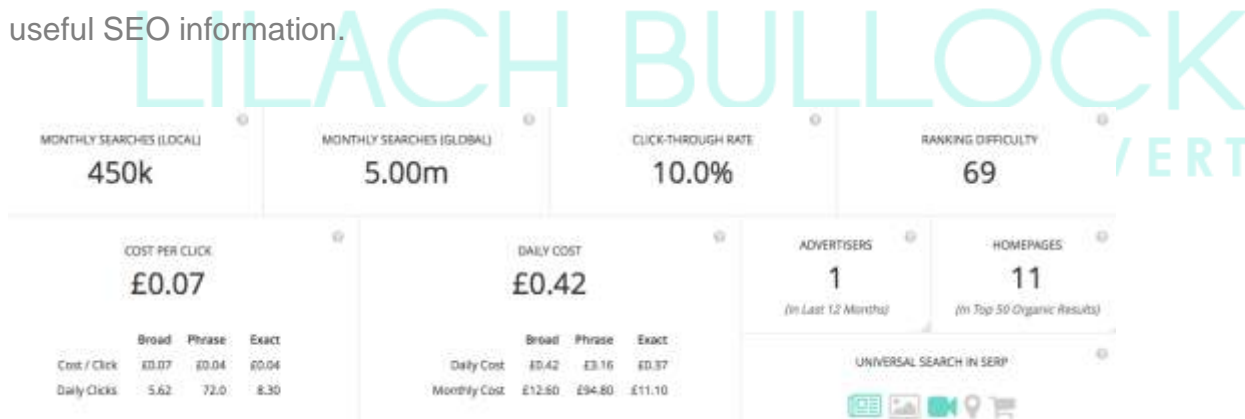 useful SEO information.
LILACH BULLOCK
VERT
MONTHLY SEARCHES (LOCAL)
450k
MONTHLY SEARCHES (GLOBAL)
5.00m
CLICK-THROUGH RATE
10.0%
RANKING DIFFICULTY
69
COST PER CLICK
£0.07
Broad Phrase Exact
Cost / Click £0.07 £0.04 £0.04
Daily Clicks 5.62 72.0 8.30
DAILY COST
£0.42
Broad Phrase Exact
Daily Cost £0.42 £3.16 £0.37
Monthly Cost £12.60 £94.80 £11.10
ADVERTISERS
1
(In Last 12 Months)
HOMEPAGES
11
(In Top 50 Organic Results)
UNIVERSAL SEARCH IN SERP